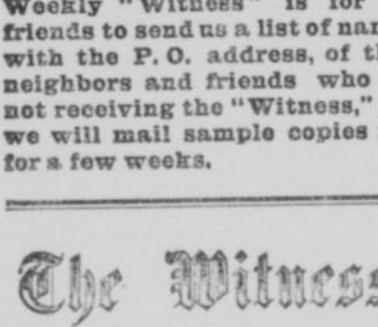 Weekly "Witness" is for
friends to send us a list of nar
with the P. O. address, of th
neighbors and friends who
not receiving the "Witness,"
we will mail sample copies
for a few weeks.
The Witness